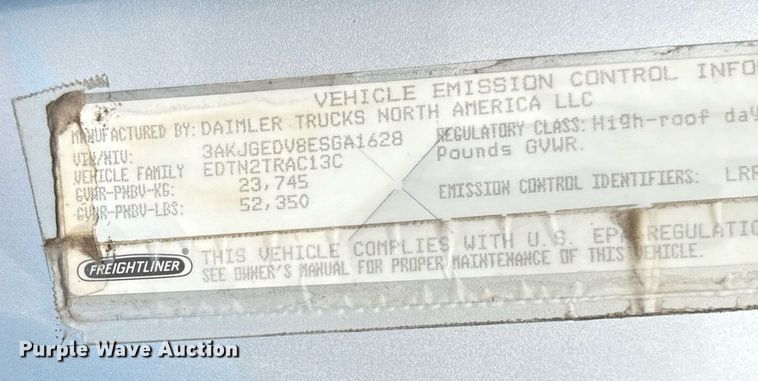 VEHICLE EMISSION CONTROL INFO
MANUFACTURED BY: DAIMLER TRUCKS NORTH AMERICA LLC
VIN/NIV: 3AKJGEDV8ESGA1628
VEHICLE FAMILY EDTN2TRAC13C
GVWR-PNBV-KG: 23,745
GVWR-PNBV-LBS: 52,350
REGULATORY CLASS: High-roof day
Pounds GVWR.
EMISSION CONTROL IDENTIFIERS: LRR
FREIGHTLINER®
THIS VEHICLE COMPLIES WITH U.S. EPA REGULATIO
SEE OWNER'S MANUAL FOR PROPER MAINTENANCE OF THIS VEHICLE.
Purple Wave Auction